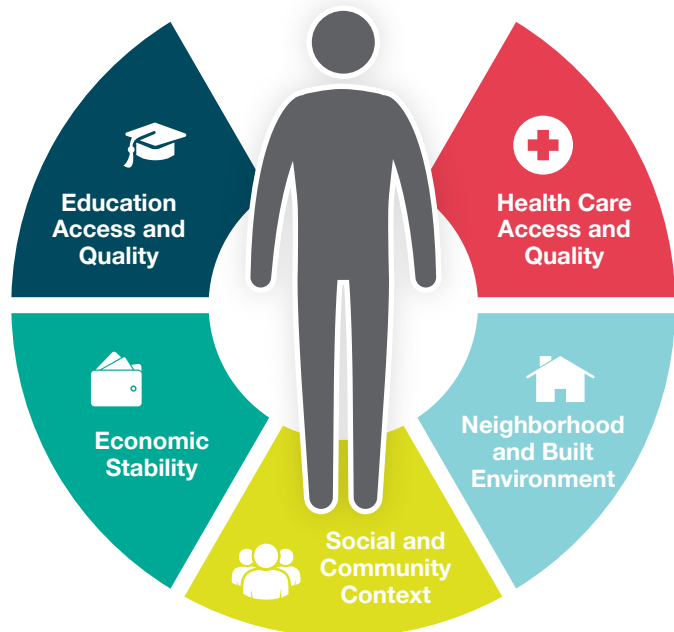 Education
Access and
Quality
Health Care
Access and
Quality
Economic
Stability
Neighborhood
and Built
Environment
Social and
Community
Context